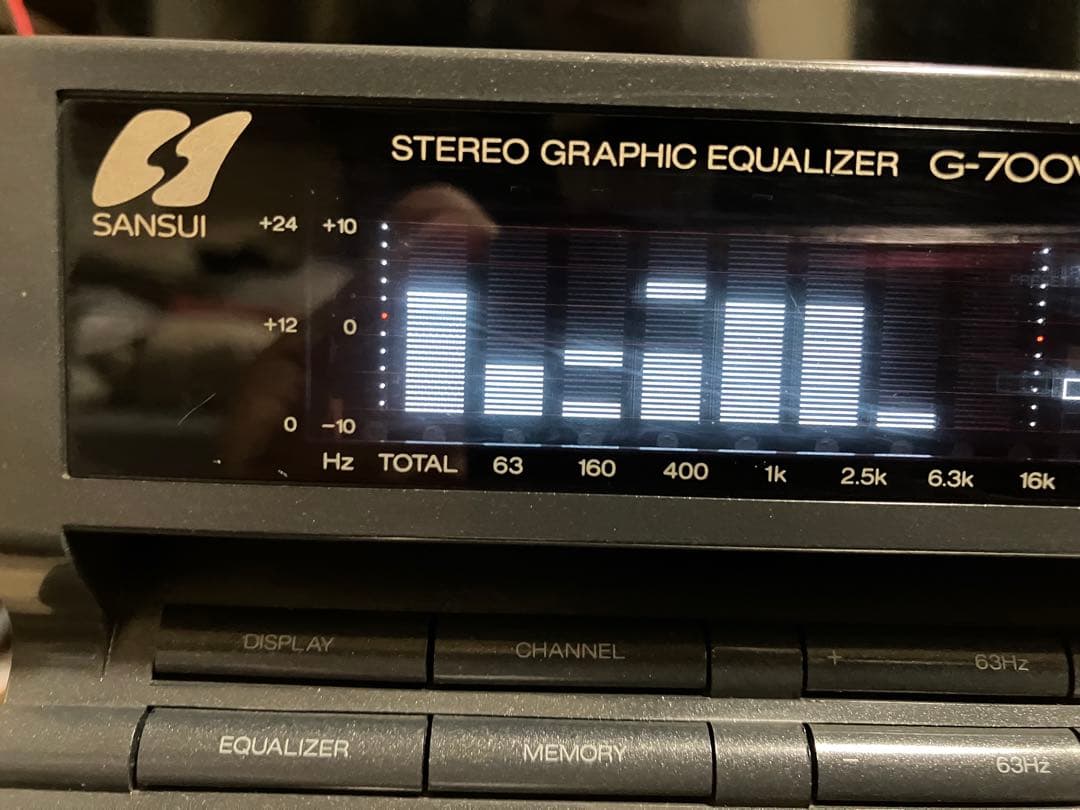 STEREO GRAPHIC EQUALIZER G-700
SANSUI
+24 +10
+12 0
0 −10
Hz TOTAL 63 160 400 1k 2.5k 6.3k 16k
DISPLAY CHANNEL + 63Hz
EQUALIZER MEMORY − 63Hz